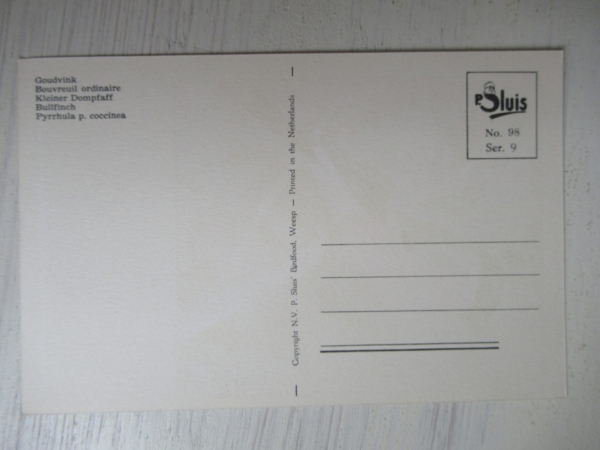 Goudvink
Bouvreuil ordinaire
Kleiner Dompfaff
Bullfinch
Pyrrhula p. coccinea
Copyright N.V. P. Sluis' Birdfood, Weesp — Printed in the Netherlands
P. Sluis
No. 98
Ser. 9